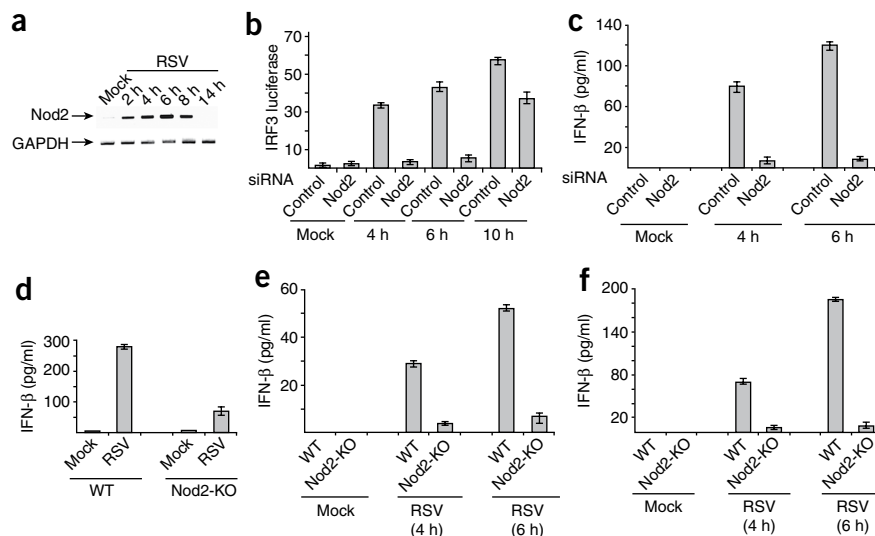 a
RSV
Mock
2 h
4 h
6 h
8 h
14 h
Nod2
GAPDH
b
IRF3 luciferase
70
50
30
10
siRNA
Control
Nod2
Control
Nod2
Control
Nod2
Control
Nod2
Mock
4 h
6 h
10 h
c
IFN-β (pg/ml)
140
100
60
20
siRNA
Control
Nod2
Control
Nod2
Control
Nod2
Mock
4 h
6 h
d
IFN-β (pg/ml)
300
200
100
Mock
RSV
Mock
RSV
WT
Nod2-KO
e
IFN-β (pg/ml)
60
40
20
WT
Nod2-KO
WT
Nod2-KO
WT
Nod2-KO
Mock
RSV
(4 h)
RSV
(6 h)
f
IFN-β (pg/ml)
200
140
80
20
WT
Nod2-KO
WT
Nod2-KO
WT
Nod2-KO
Mock
RSV
(4 h)
RSV
(6 h)